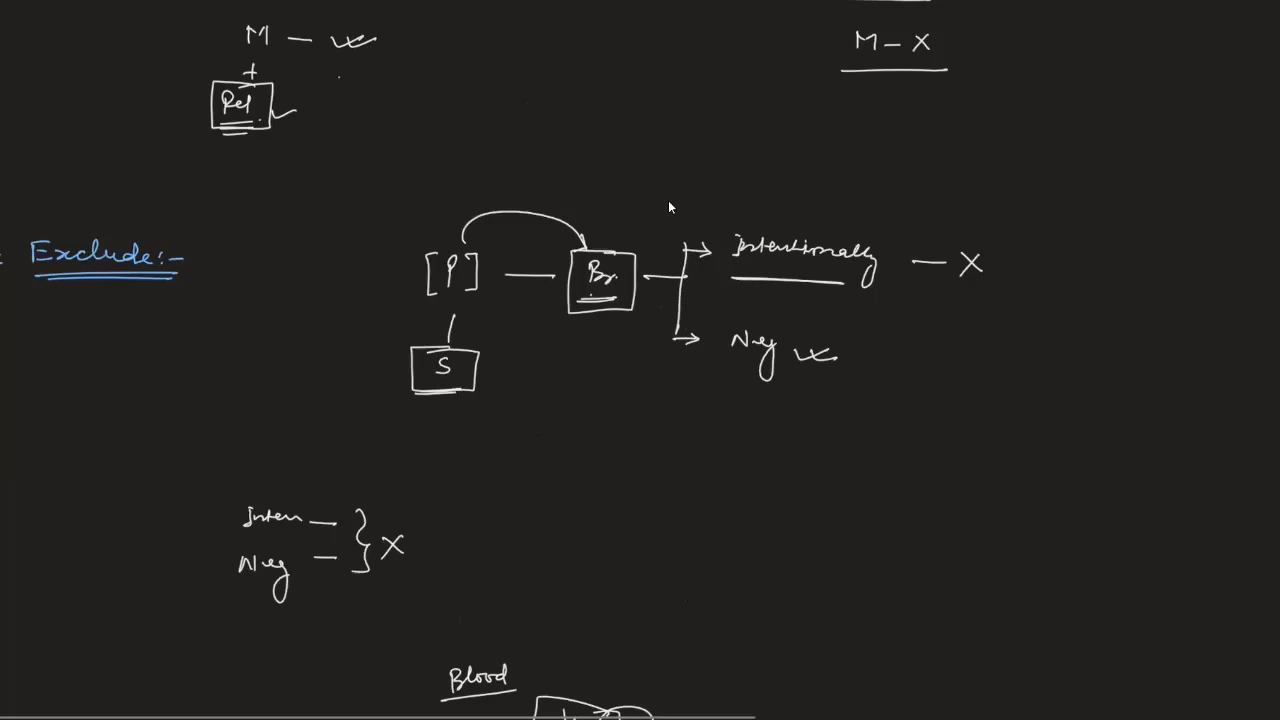 M —
M – X
+
Rel
Exclude:-
[P] — Br. — → intentionally — X
→ Neg
S
Inten — } X
Neg —
Blood